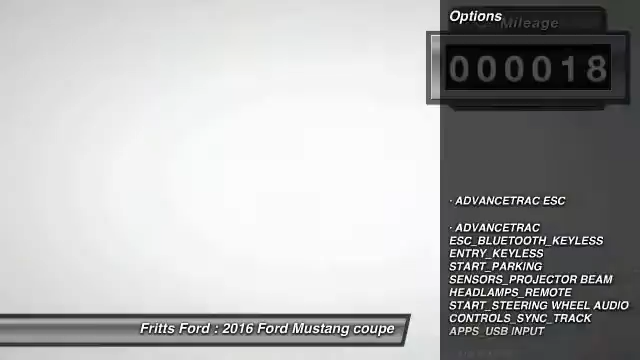 Options
Mileage
000018
· ADVANCETRAC ESC
· ADVANCETRAC
ESC_BLUETOOTH_KEYLESS
ENTRY_KEYLESS
START_PARKING
SENSORS_PROJECTOR BEAM
HEADLAMPS_REMOTE
START_STEERING WHEEL AUDIO
CONTROLS_SYNC_TRACK
APPS_USB INPUT
Fritts Ford : 2016 Ford Mustang coupe